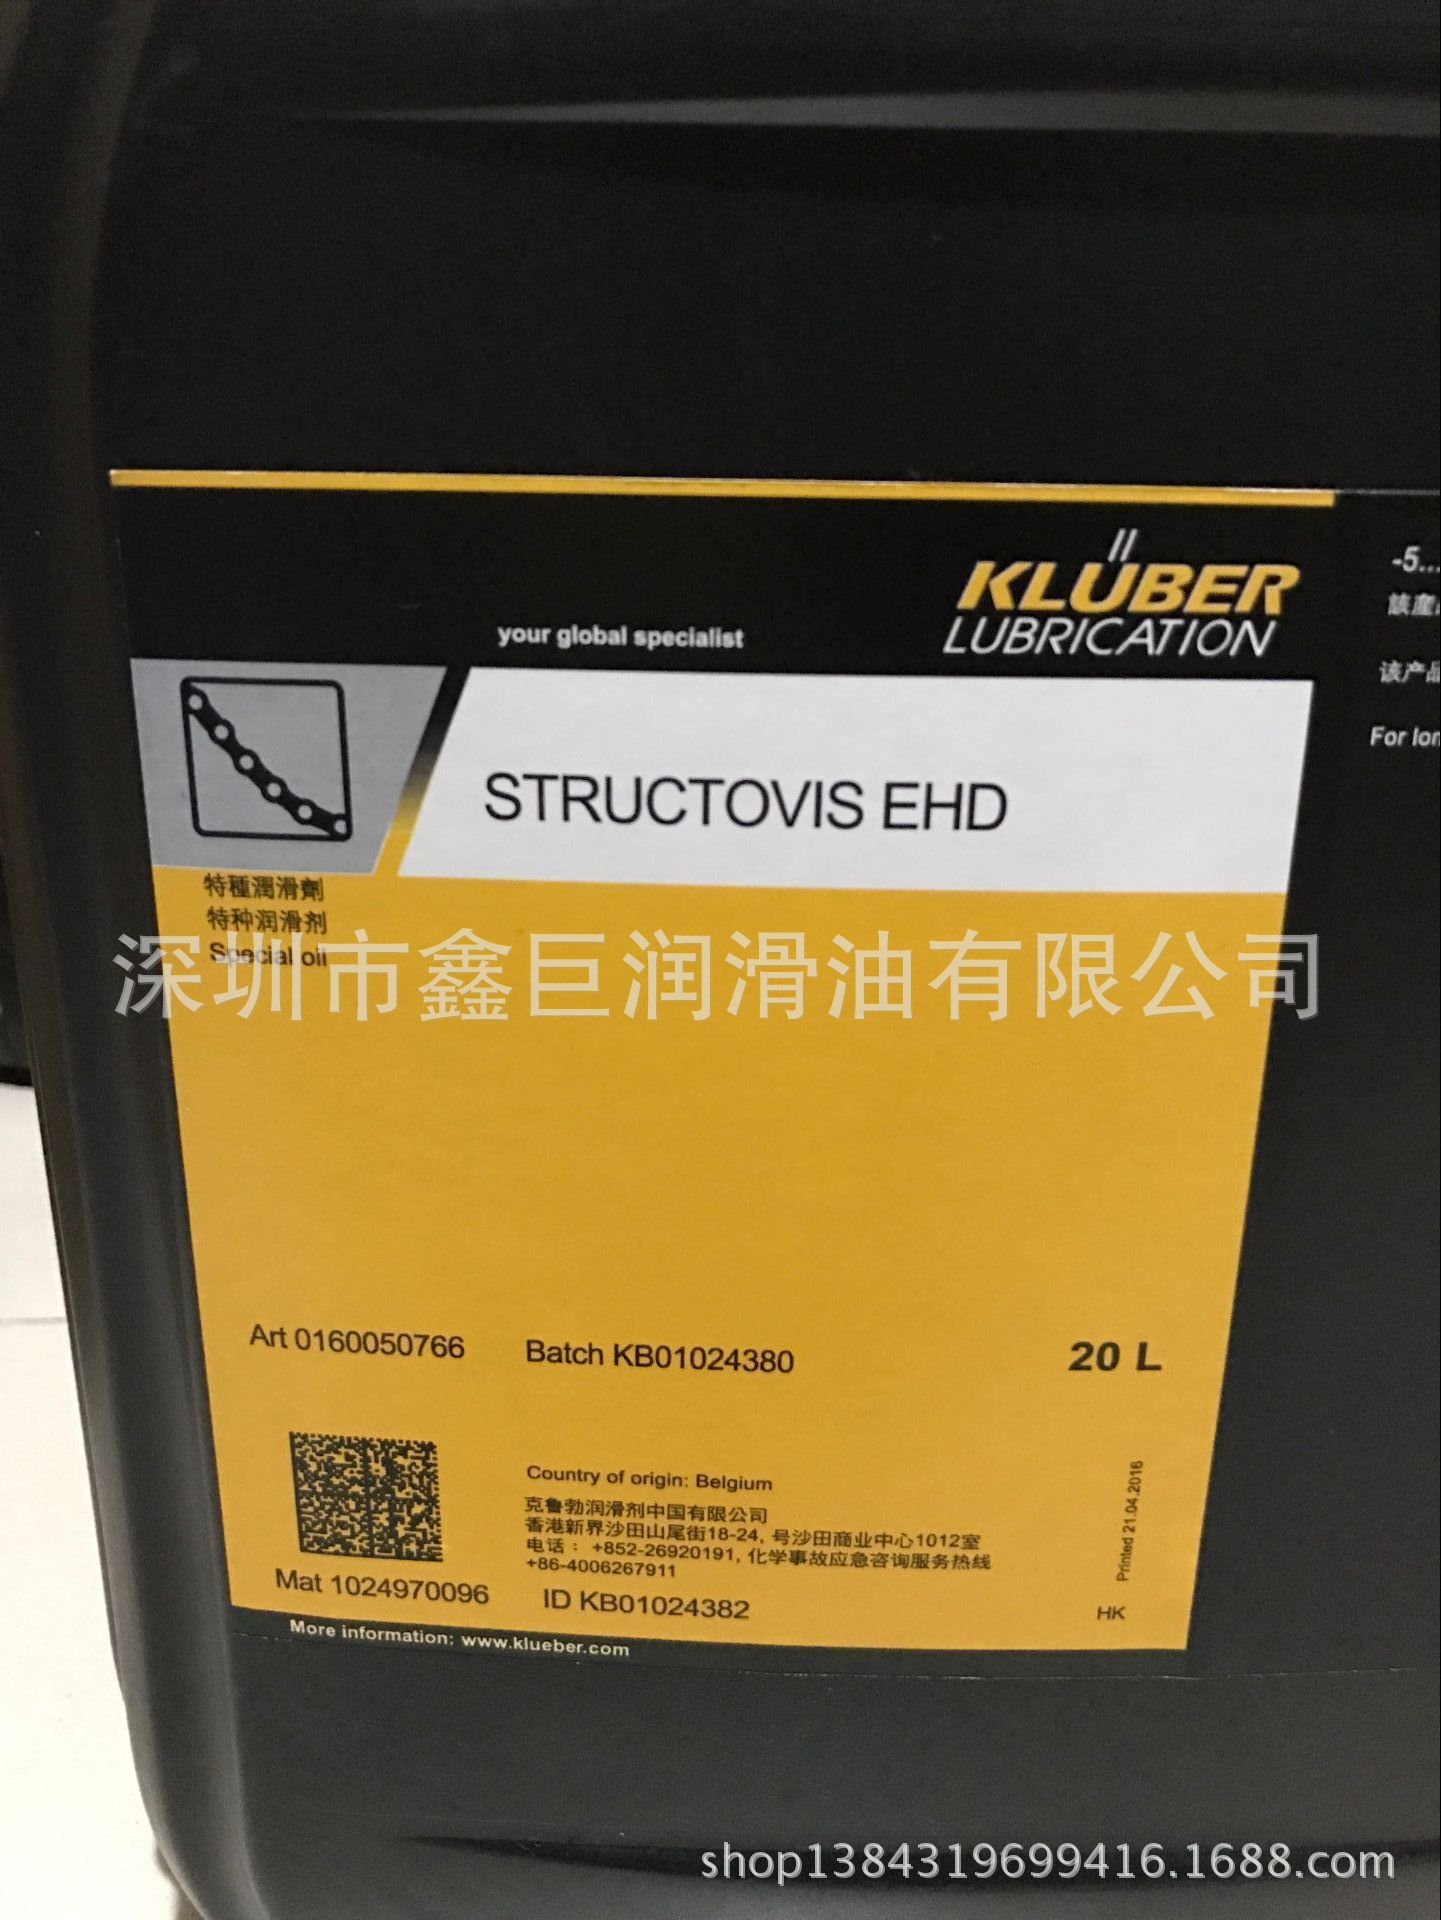 KLÜBER
LUBRICATION
your global specialist
-5...
該產
该产品
For lon
STRUCTOVIS EHD
特種潤滑劑
特种润滑剂
Special oil
深圳市鑫巨润滑油有限公司
Art 0160050766
Batch KB01024380
20 L
Country of origin: Belgium
克鲁勃润滑剂中国有限公司
香港新界沙田山尾街18-24, 号沙田商业中心1012室
电话： +852-26920191, 化学事故应急咨询服务热线
+86-4006267911
Printed 21.04.2016
Mat 1024970096
ID KB01024382
HK
More information: www.klueber.com
shop1384319699416.1688.com